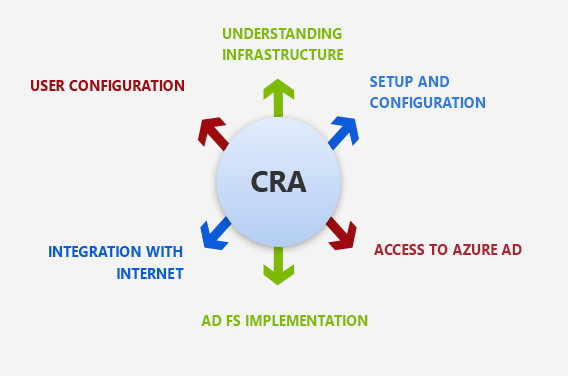 UNDERSTANDING
INFRASTRUCTURE
SETUP AND
CONFIGURATION
USER CONFIGURATION
CRA
INTEGRATION WITH
INTERNET
ACCESS TO AZURE AD
AD FS IMPLEMENTATION